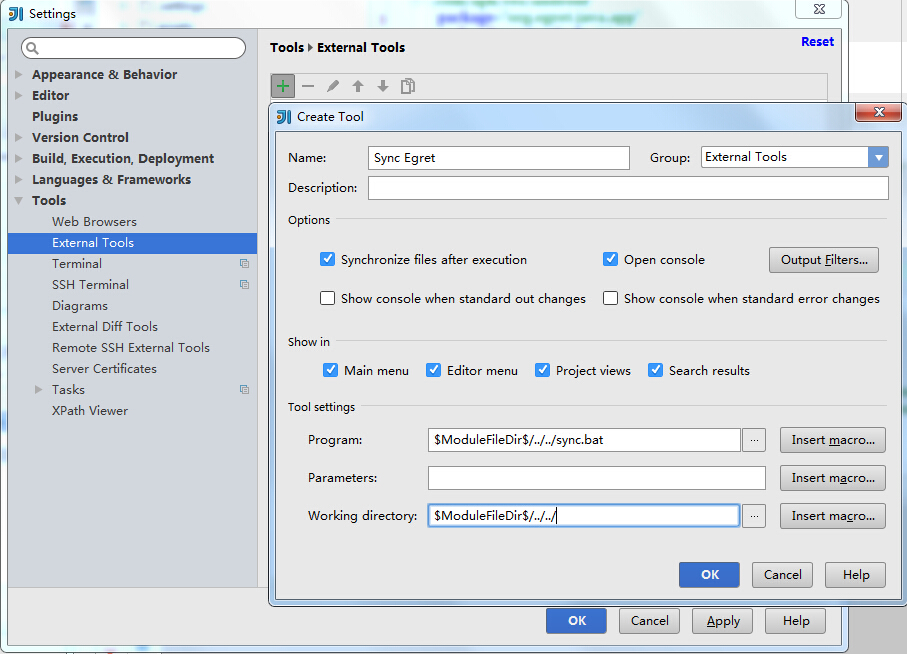 Settings
Tools › External Tools
Reset
Appearance & Behavior
Editor
Plugins
Version Control
Build, Execution, Deployment
Languages & Frameworks
Tools
Web Browsers
External Tools
Terminal
SSH Terminal
Diagrams
External Diff Tools
Remote SSH External Tools
Server Certificates
Tasks
XPath Viewer
Create Tool
Name: Sync Egret Group: External Tools
Description:
Options
Synchronize files after execution Open console Output Filters...
Show console when standard out changes Show console when standard error changes
Show in
Main menu Editor menu Project views Search results
Tool settings
Program: $ModuleFileDir$/../../sync.bat ... Insert macro...
Parameters: Insert macro...
Working directory: $ModuleFileDir$/../../ ... Insert macro...
OK Cancel Help
OK Cancel Apply Help